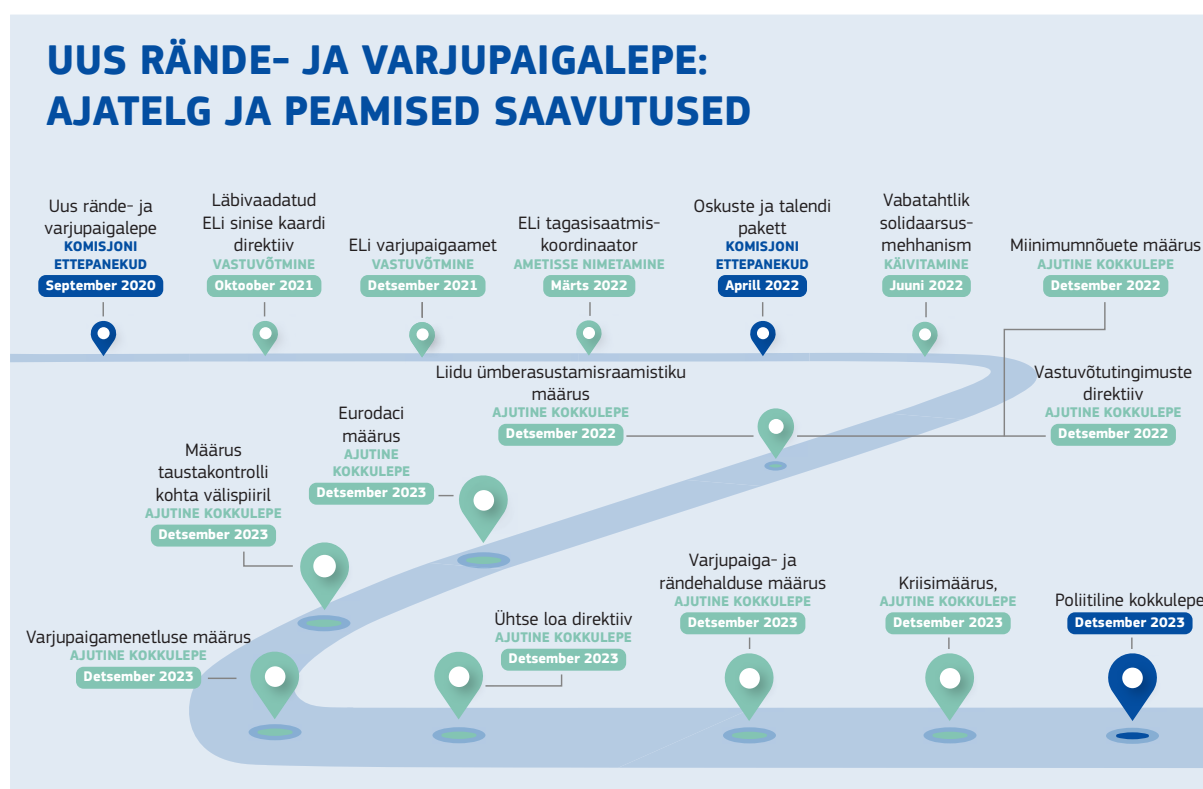 UUS RÄNDE- JA VARJUPAIGALEPE:
AJATELG JA PEAMISED SAAVUTUSED
Uus rände- ja
varjupaigalepe
KOMISJONI
ETTEPANEKUD
September 2020
Läbivaadatud
ELi sinise kaardi
direktiiv
VASTUVÕTMINE
Oktoober 2021
ELi varjupaigaamet
VASTUVÕTMINE
Detsember 2021
ELi tagasisaatmis-
koordinaator
AMETISSE NIMETAMINE
Märts 2022
Oskuste ja talendi
pakett
KOMISJONI
ETTEPANEKUD
Aprill 2022
Vabatahtlik
solidaarsus-
mehhanism
KÄIVITAMINE
Juuni 2022
Miinimumnõuete määrus
AJUTINE KOKKULEPE
Detsember 2022
Vastuvõtutingimuste
direktiiv
AJUTINE KOKKULEPE
Detsember 2022
Liidu ümberasustamisraamistiku
määrus
AJUTINE KOKKULEPE
Detsember 2022
Eurodaci
määrus
AJUTINE
KOKKULEPE
Detsember 2023
Määrus
taustakontrolli
kohta välispiiril
AJUTINE KOKKULEPE
Detsember 2023
Varjupaigamenetluse määrus
AJUTINE KOKKULEPE
Detsember 2023
Ühtse loa direktiiv
AJUTINE KOKKULEPE
Detsember 2023
Varjupaiga- ja
rändehalduse määrus
AJUTINE KOKKULEPE
Detsember 2023
Kriisimäärus,
AJUTINE KOKKULEPE
Detsember 2023
Poliitiline kokkulepe
Detsember 2023